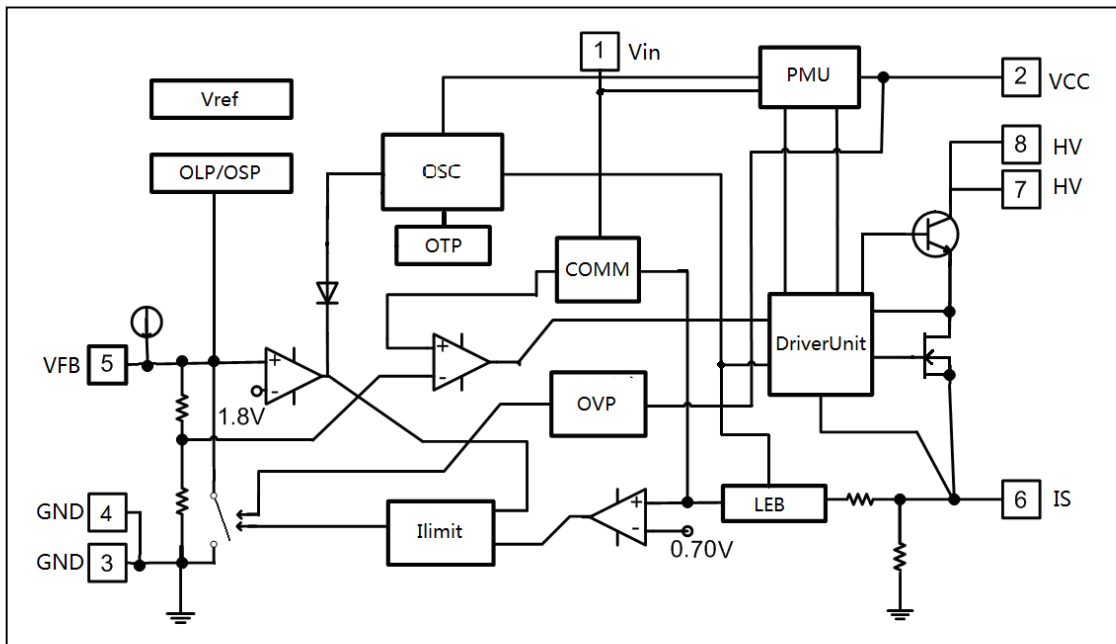 1 Vin
PMU
2 VCC
Vref
8 HV
OLP/OSP
OSC
7 HV
OTP
COMM
+
-
DriverUnit
VFB 5
+
-
1.8V
OVP
GND 4
Ilimit
+
-
LEB
6 IS
0.70V
GND 3